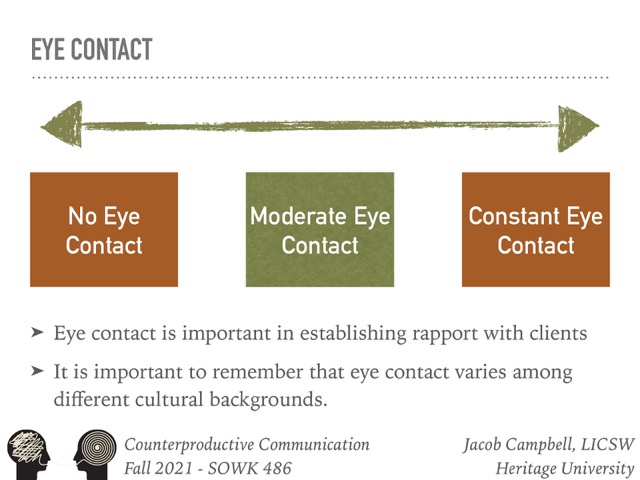 EYE CONTACT
No Eye
Contact
Moderate Eye
Contact
Constant Eye
Contact
➤ Eye contact is important in establishing rapport with clients
➤ It is important to remember that eye contact varies among
different cultural backgrounds.
Counterproductive Communication
Fall 2021 - SOWK 486
Jacob Campbell, LICSW
Heritage University